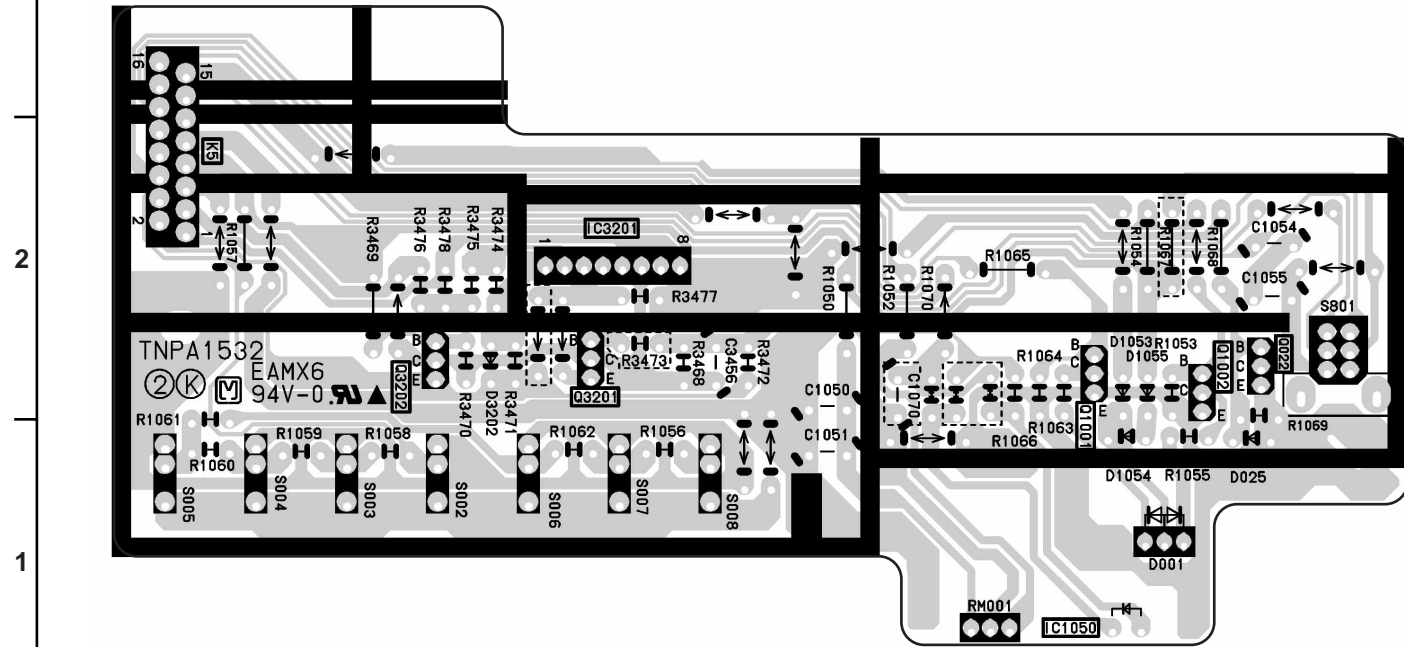 2
1
16
15
K5
2
1
R1057
R3469
R3476
R3478
R3475
R3474
IC3201
1
8
R3477
R1050
R1052
R1070
R1065
R1054
R1067
R1068
C1054
C1055
S801
TNPA1532
2 K
M
EAMX6
94V-0
B
C
E
Q3202
R3470
D3202
R3471
B
C
E
Q3201
R3473
R3468
C3456
R3472
C1050
C1051
C1070
R1064
R1063
R1066
B
C
E
Q1001
D1053
R1053
D1055
B
C
E
Q1002
B
C
E
R1069
D1054
R1055
D025
R1061
R1060
R1059
R1058
R1062
R1056
S005
S004
S003
S002
S006
S007
S008
D001
RM001
IC1050